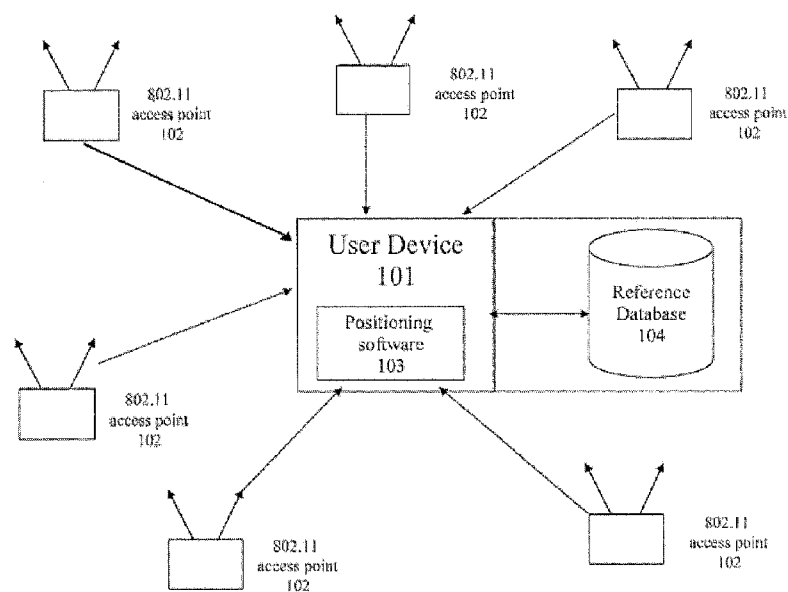 802.11
access point
102
802.11
access point
102
802.11
access point
102
User Device
101
Positioning
software
103
Reference
Database
104
802.11
access point
102
802.11
access point
102
802.11
access point
102